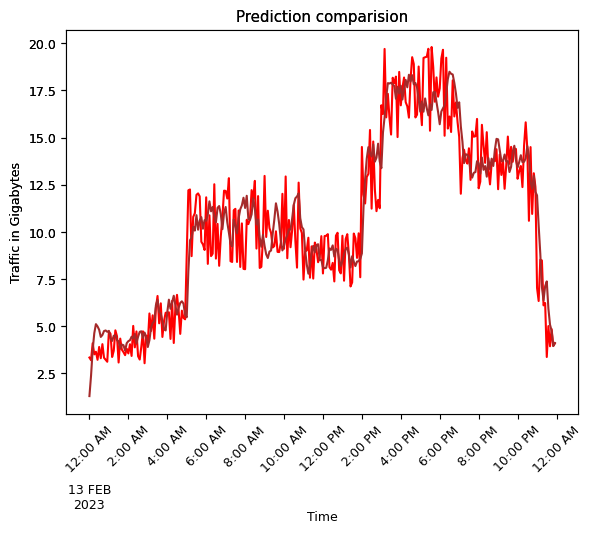 Prediction comparision
Traffic in Gigabytes
20.0
17.5
15.0
12.5
10.0
7.5
5.0
2.5
12:00 AM
2:00 AM
4:00 AM
6:00 AM
8:00 AM
10:00 AM
12:00 PM
2:00 PM
4:00 PM
6:00 PM
8:00 PM
10:00 PM
12:00 AM
13 FEB
2023
Time